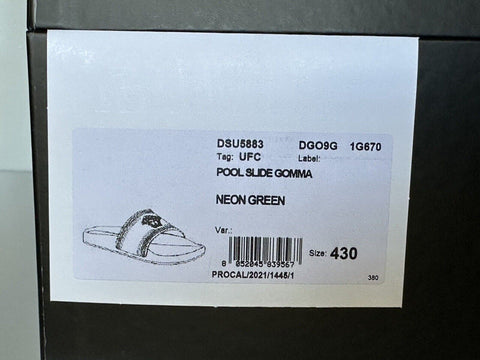 DSU5883 DGO9G 1G670
Tag: UFC Label:
POOL SLIDE GOMMA
NEON GREEN
Var.:
8 052845 839567 Size: 430
PROCAL/2021/1445/1 380